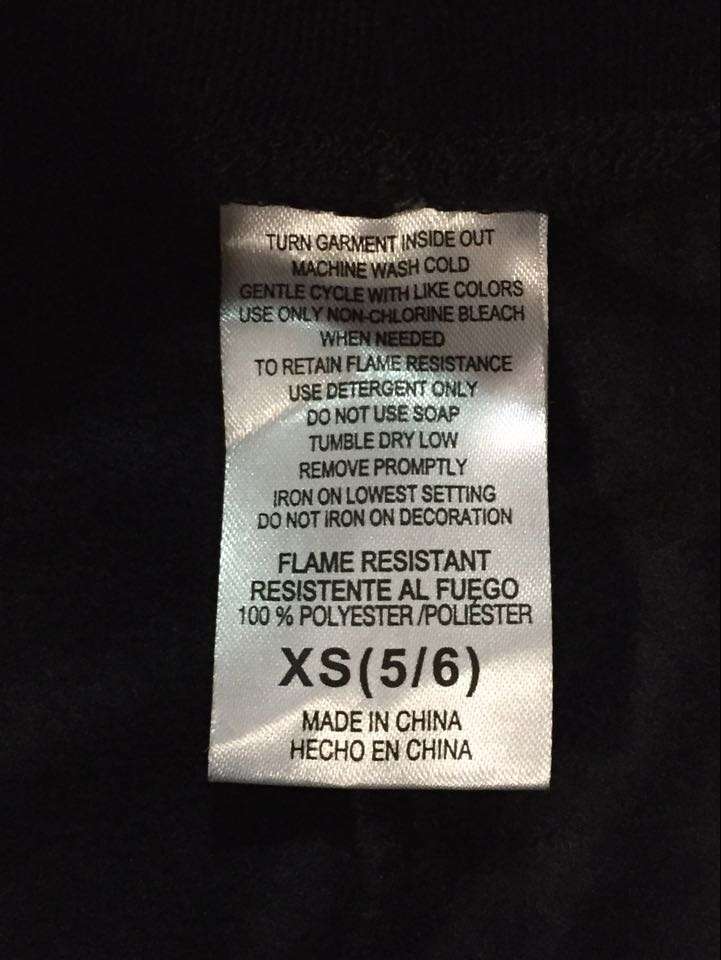 TURN GARMENT INSIDE OUT
MACHINE WASH COLD
GENTLE CYCLE WITH LIKE COLORS
USE ONLY NON-CHLORINE BLEACH
WHEN NEEDED
TO RETAIN FLAME RESISTANCE
USE DETERGENT ONLY
DO NOT USE SOAP
TUMBLE DRY LOW
REMOVE PROMPTLY
IRON ON LOWEST SETTING
DO NOT IRON ON DECORATION
FLAME RESISTANT
RESISTENTE AL FUEGO
100 % POLYESTER /POLIÉSTER
XS(5/6)
MADE IN CHINA
HECHO EN CHINA